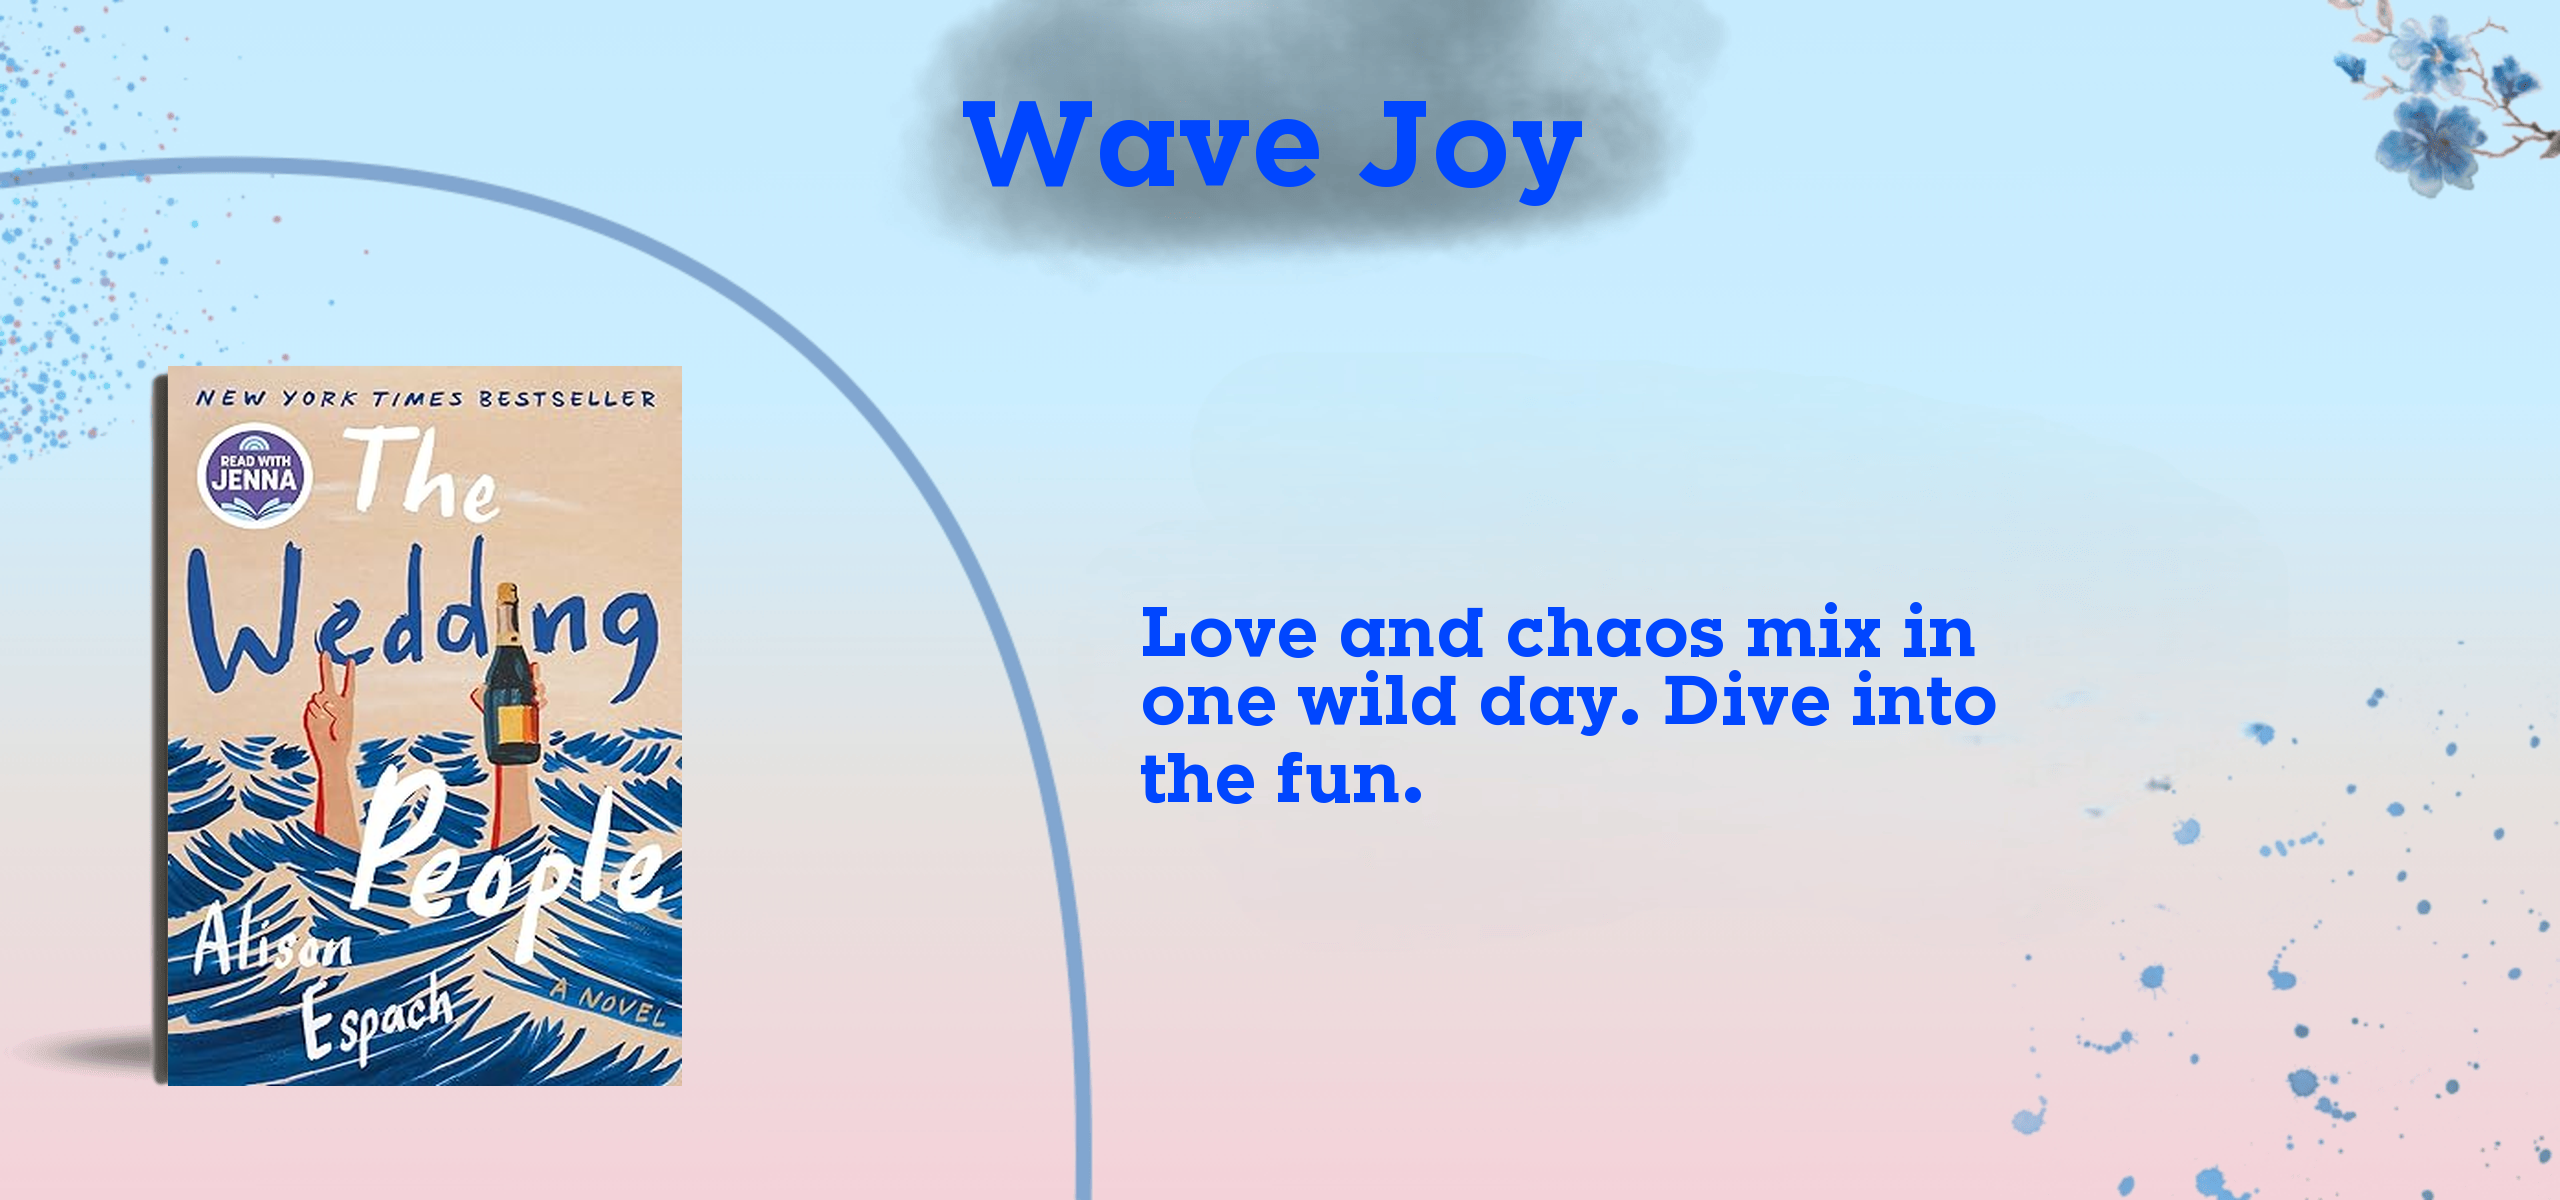 Wave Joy
NEW YORK TIMES BESTSELLER
READ WITH
JENNA
The
Wedding
People
Alison
Espach
A NOVEL
Love and chaos mix in
one wild day. Dive into
the fun.